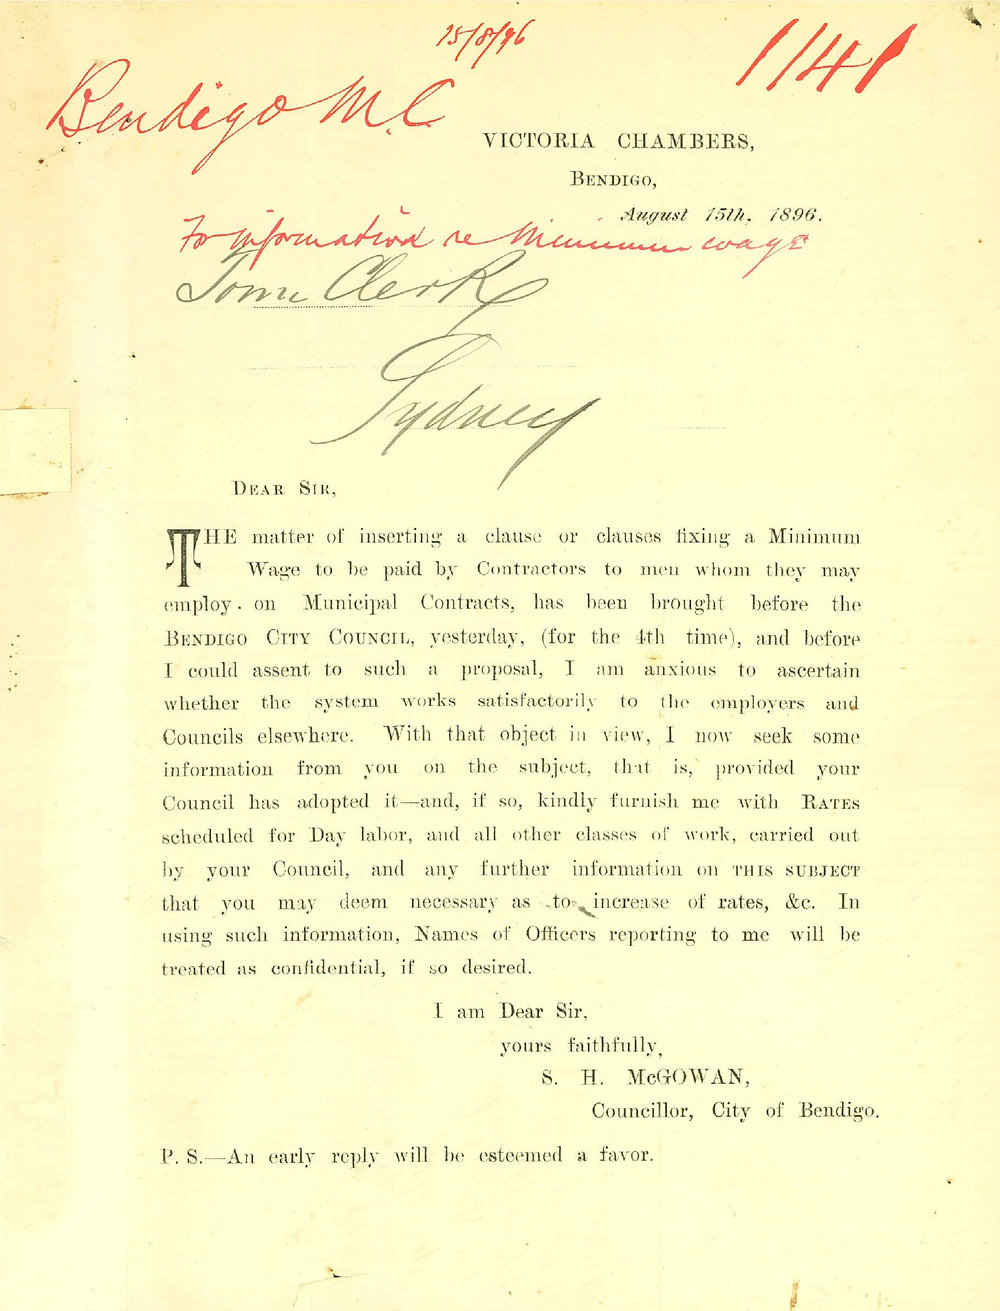 15/8/96
1141
Bendigo M.C.
VICTORIA CHAMBERS,
BENDIGO,
August 15th, 1896.
For information re Minimum wage
Town Clerk
Sydney
DEAR SIR,
THE matter of inserting a clause or clauses fixing a Minimum
Wage to be paid by Contractors to men whom they may
employ on Municipal Contracts, has been brought before the
BENDIGO CITY COUNCIL, yesterday, (for the 4th time), and before
I could assent to such a proposal, I am anxious to ascertain
whether the system works satisfactorily to the employers and
Councils elsewhere. With that object in view, I now seek some
information from you on the subject, that is, provided your
Council has adopted it—and, if so, kindly furnish me with RATES
scheduled for Day labor, and all other classes of work, carried out
by your Council, and any further information on THIS SUBJECT
that you may deem necessary as to increase of rates, &c. In
using such information, Names of Officers reporting to me will be
treated as confidential, if so desired.
I am Dear Sir,
yours faithfully,
S. H. McGOWAN,
Councillor, City of Bendigo.
P. S.—An early reply will be esteemed a favor.